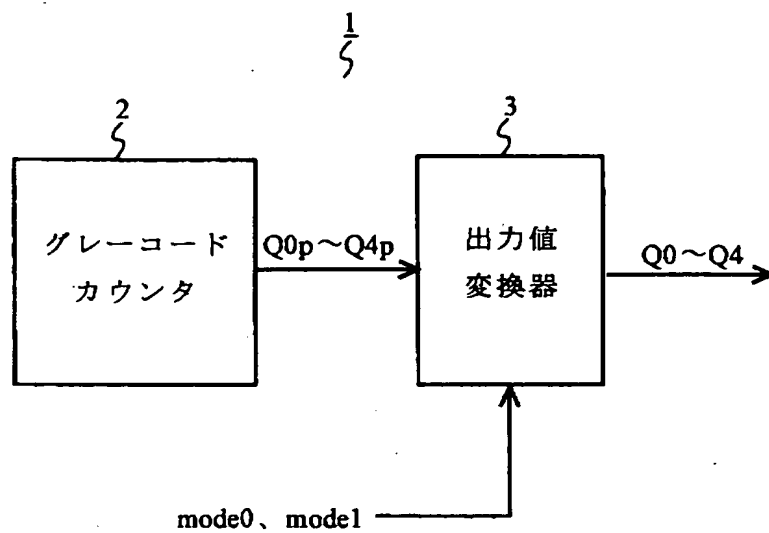 1
2
3
グレーコード
カウンタ
Q0p～Q4p
出力値
変換器
Q0～Q4
mode0、mode1